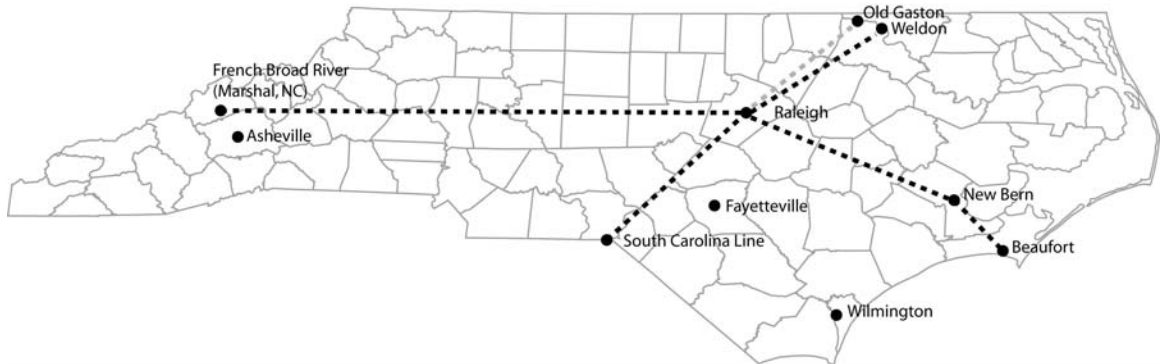 Old Gaston
Weldon
French Broad River
(Marshal, NC)
Raleigh
Asheville
New Bern
Fayetteville
South Carolina Line
Beaufort
Wilmington